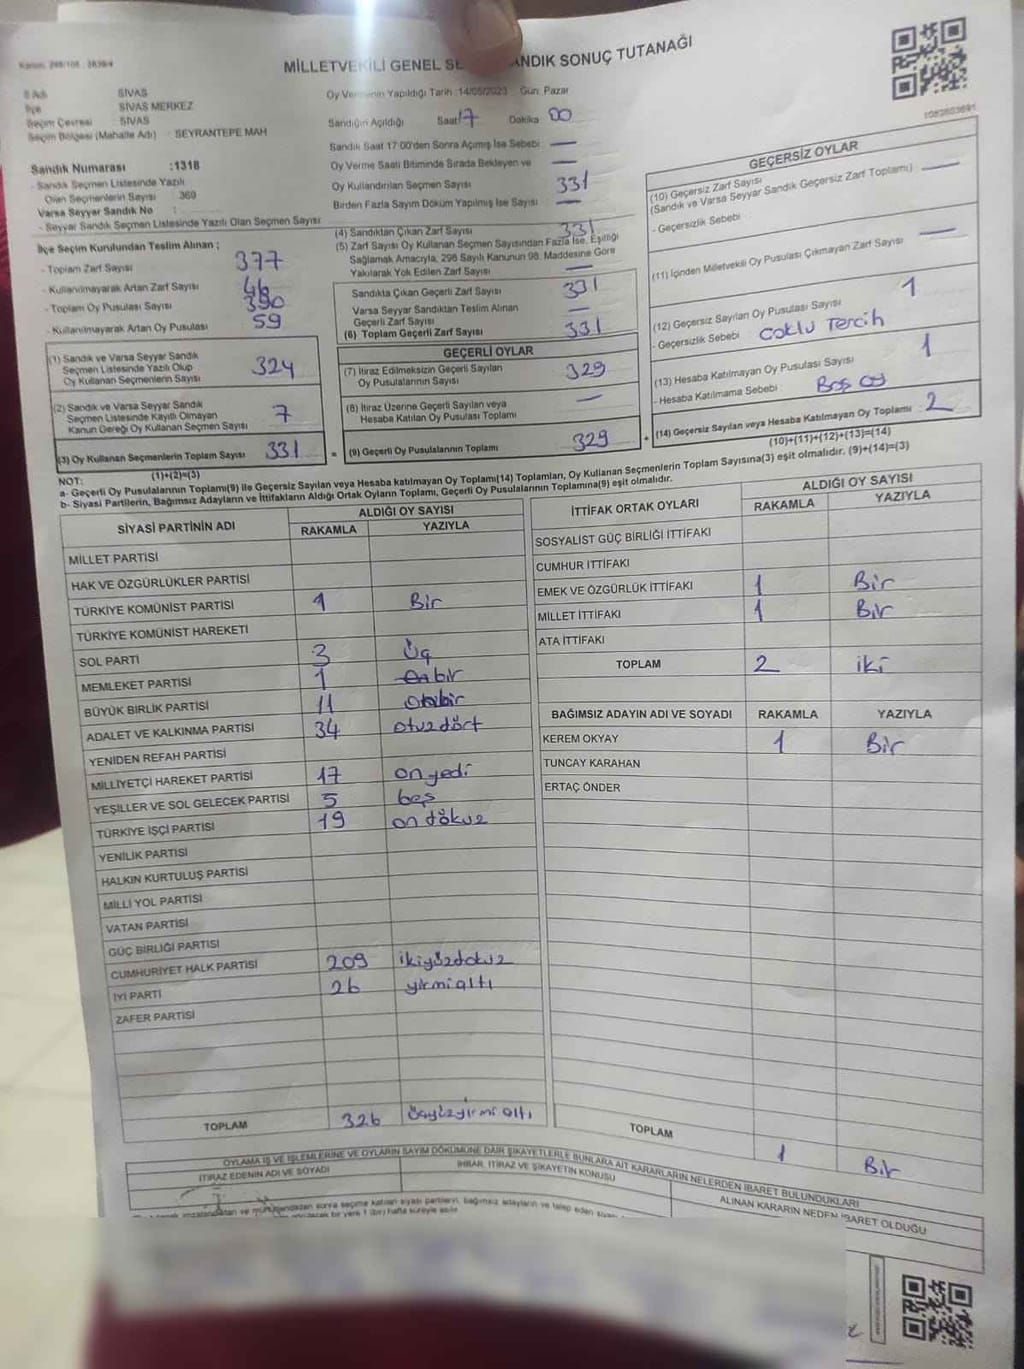 MİLLETVEKİLİ GENEL SE ANDIK SONUÇ TUTANAĞI
1082803691
İl Adı SİVAS
İlçe SİVAS MERKEZ
Seçim Çevresi SİVAS
Seçim Bölgesi (Mahalle Adı) : SEYRANTEPE MAH
Oy Vermenin Yapıldığı Tarih :14/05/2023 Gün: Pazar
Sandığın Açıldığı Saat 17 Dakika 00
Sandık Saat 17:00'den Sonra Açılmış İse Sebebi —
Oy Verme Saati Bitiminde Sırada Bekleyen ve —
Oy Kullandırılan Seçmen Sayısı 331
Birden Fazla Sayım Döküm Yapılmış İse Sayısı —
Sandık Numarası :1318
- Sandık Seçmen Listesinde Yazılı
Olan Seçmenlerin Sayısı : 360
Varsa Seyyar Sandık No :
- Seyyar Sandık Seçmen Listesinde Yazılı Olan Seçmen Sayısı
İlçe Seçim Kurulundan Teslim Alınan ;
- Toplam Zarf Sayısı 377
- Kullanılmayarak Artan Zarf Sayısı 46
- Toplam Oy Pusulası Sayısı 390
- Kullanılmayarak Artan Oy Pusulası 59
(1) Sandık ve Varsa Seyyar Sandık
Seçmen Listesinde Yazılı Olup
Oy Kullanan Seçmenlerin Sayısı 324
(2) Sandık ve Varsa Seyyar Sandık
Seçmen Listesinde Kayıtlı Olmayan
Kanun Gereği Oy Kullanan Seçmen Sayısı 7
(3) Oy Kullanan Seçmenlerin Toplam Sayısı 331
(1)+(2)=(3)
(4) Sandıktan Çıkan Zarf Sayısı 331
(5) Zarf Sayısı Oy Kullanan Seçmen Sayısından Fazla İse, Eşitliği
Sağlamak Amacıyla, 298 Sayılı Kanunun 98. Maddesine Göre
Yakılarak Yok Edilen Zarf Sayısı —
Sandıkta Çıkan Geçerli Zarf Sayısı 331
Varsa Seyyar Sandıktan Teslim Alınan
Geçerli Zarf Sayısı —
(6) Toplam Geçerli Zarf Sayısı 331
GEÇERLİ OYLAR
(7) İtiraz Edilmeksizin Geçerli Sayılan
Oy Pusulalarının Sayısı 329
(8) İtiraz Üzerine Geçerli Sayılan veya
Hesaba Katılan Oy Pusulası Toplamı —
= (9) Geçerli Oy Pusulalarının Toplamı 329 +
GEÇERSİZ OYLAR
(10) Geçersiz Zarf Sayısı
(Sandık ve Varsa Seyyar Sandık Geçersiz Zarf Toplamı) —
- Geçersizlik Sebebi
(11) İçinden Milletvekili Oy Pusulası Çıkmayan Zarf Sayısı —
(12) Geçersiz Sayılan Oy Pusulası Sayısı 1
- Geçersizlik Sebebi Çoklu Tercih
(13) Hesaba Katılmayan Oy Pusulası Sayısı 1
- Hesaba Katılmama Sebebi Boş oy
(14) Geçersiz Sayılan veya Hesaba Katılmayan Oy Toplamı 2
(10)+(11)+(12)+(13)=(14)
NOT:
a- Geçerli Oy Pusulalarının Toplamı(9) ile Geçersiz Sayılan veya Hesaba katılmayan Oy Toplamı(14) Toplamları, Oy Kullanan Seçmenlerin Toplam Sayısına(3) eşit olmalıdır. (9)+(14)=(3)
b- Siyasi Partilerin, Bağımsız Adayların ve İttifakların Aldığı Ortak Oyların Toplamı, Geçerli Oy Pusulalarının Toplamına(9) eşit olmalıdır.
SİYASİ PARTİNİN ADI ALDIĞI OY SAYISI
RAKAMLA YAZIYLA
MİLLET PARTİSİ
HAK VE ÖZGÜRLÜKLER PARTİSİ
TÜRKİYE KOMÜNİST PARTİSİ 1 Bir
TÜRKİYE KOMÜNİST HAREKETİ
SOL PARTİ 3 Üç
MEMLEKET PARTİSİ 1 bir
BÜYÜK BİRLİK PARTİSİ 11 onbir
ADALET VE KALKINMA PARTİSİ 34 otuzdört
YENİDEN REFAH PARTİSİ
MİLLİYETÇİ HAREKET PARTİSİ 17 onyedi
YEŞİLLER VE SOL GELECEK PARTİSİ 5 beş
TÜRKİYE İŞÇİ PARTİSİ 19 on dokuz
YENİLİK PARTİSİ
HALKIN KURTULUŞ PARTİSİ
MİLLİ YOL PARTİSİ
VATAN PARTİSİ
GÜÇ BİRLİĞİ PARTİSİ
CUMHURİYET HALK PARTİSİ 209 ikiyüzdokuz
İYİ PARTİ 26 yirmialtı
ZAFER PARTİSİ
TOPLAM 326 üçyüzyirmi altı
İTTİFAK ORTAK OYLARI ALDIĞI OY SAYISI
RAKAMLA YAZIYLA
SOSYALİST GÜÇ BİRLİĞİ İTTİFAKI
CUMHUR İTTİFAKI
EMEK VE ÖZGÜRLÜK İTTİFAKI 1 Bir
MİLLET İTTİFAKI 1 Bir
ATA İTTİFAKI
TOPLAM 2 iki
BAĞIMSIZ ADAYIN ADI VE SOYADI RAKAMLA YAZIYLA
KEREM OKYAY 1 Bir
TUNCAY KARAHAN
ERTAÇ ÖNDER
TOPLAM 1 Bir
OYLAMA İŞ VE İŞLEMLERİNE VE OYLARIN SAYIM DÖKÜMÜNE DAİR ŞİKAYETLERLE BUNLARA AİT KARARLARIN NELERDEN İBARET BULUNDUKLARI
İTİRAZ EDENİN ADI VE SOYADI
İHBAR, İTİRAZ VE ŞİKAYETİN KONUSU
ALINAN KARARIN NEDEN İBARET OLDUĞU